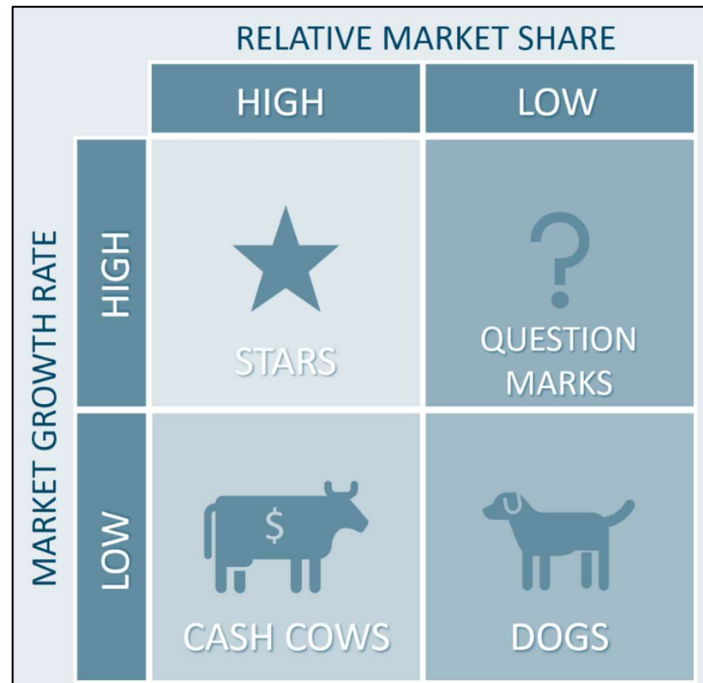 RELATIVE MARKET SHARE
HIGH
LOW
MARKET GROWTH RATE
HIGH
STARS
?
QUESTION
MARKS
LOW
$
CASH COWS
DOGS